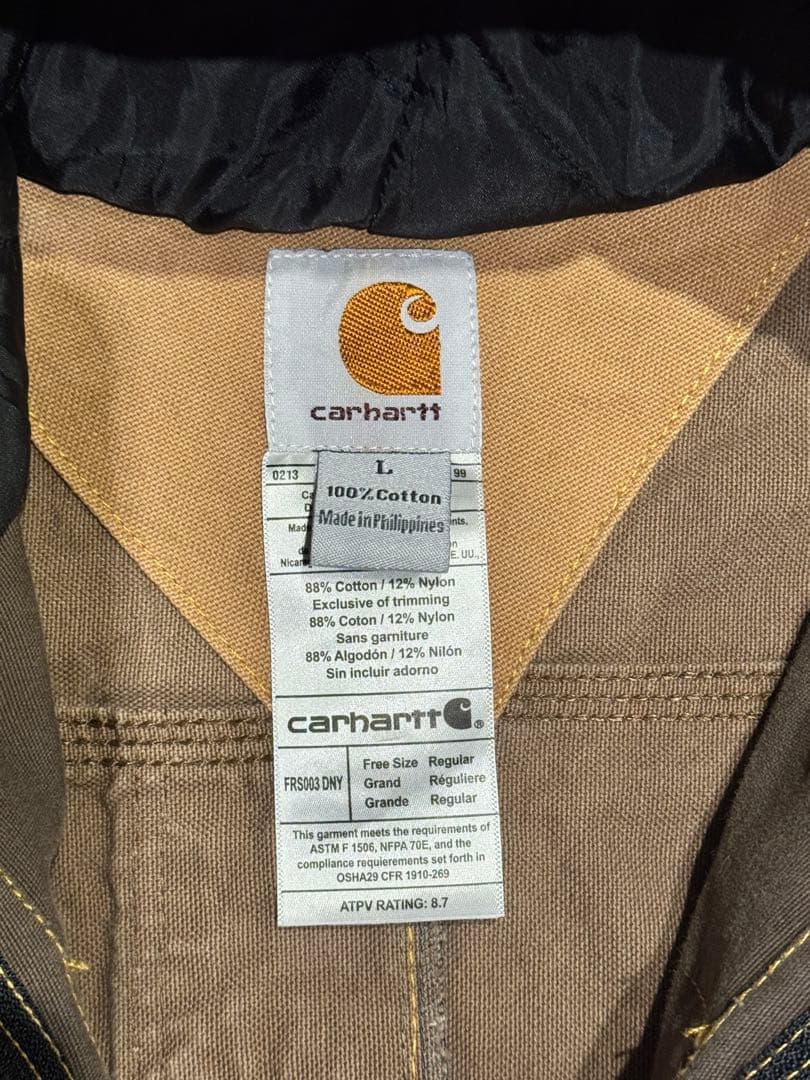 carhartt
L
100% Cotton
Made in Philippines
0213 99
Nicar E. UU.,
88% Cotton / 12% Nylon
Exclusive of trimming
88% Coton / 12% Nylon
Sans garniture
88% Algodón / 12% Nilón
Sin incluir adorno
carhartt ®
FRS003 DNY
Free Size Regular
Grand Réguliere
Grande Regular
This garment meets the requirements of
ASTM F 1506, NFPA 70E, and the
compliance requierements set forth in
OSHA29 CFR 1910-269
ATPV RATING: 8.7